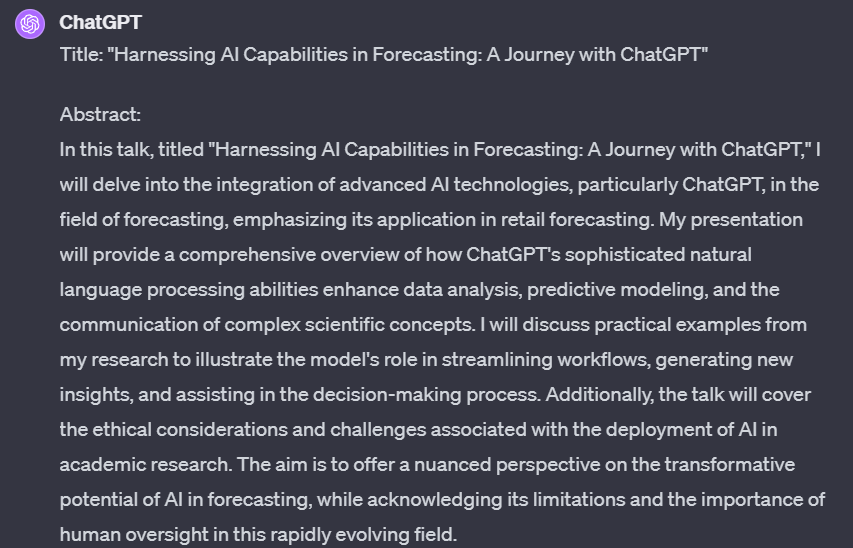 ChatGPT
Title: "Harnessing AI Capabilities in Forecasting: A Journey with ChatGPT"
Abstract:
In this talk, titled "Harnessing AI Capabilities in Forecasting: A Journey with ChatGPT," I
will delve into the integration of advanced AI technologies, particularly ChatGPT, in the
field of forecasting, emphasizing its application in retail forecasting. My presentation
will provide a comprehensive overview of how ChatGPT's sophisticated natural
language processing abilities enhance data analysis, predictive modeling, and the
communication of complex scientific concepts. I will discuss practical examples from
my research to illustrate the model's role in streamlining workflows, generating new
insights, and assisting in the decision-making process. Additionally, the talk will cover
the ethical considerations and challenges associated with the deployment of AI in
academic research. The aim is to offer a nuanced perspective on the transformative
potential of AI in forecasting, while acknowledging its limitations and the importance of
human oversight in this rapidly evolving field.